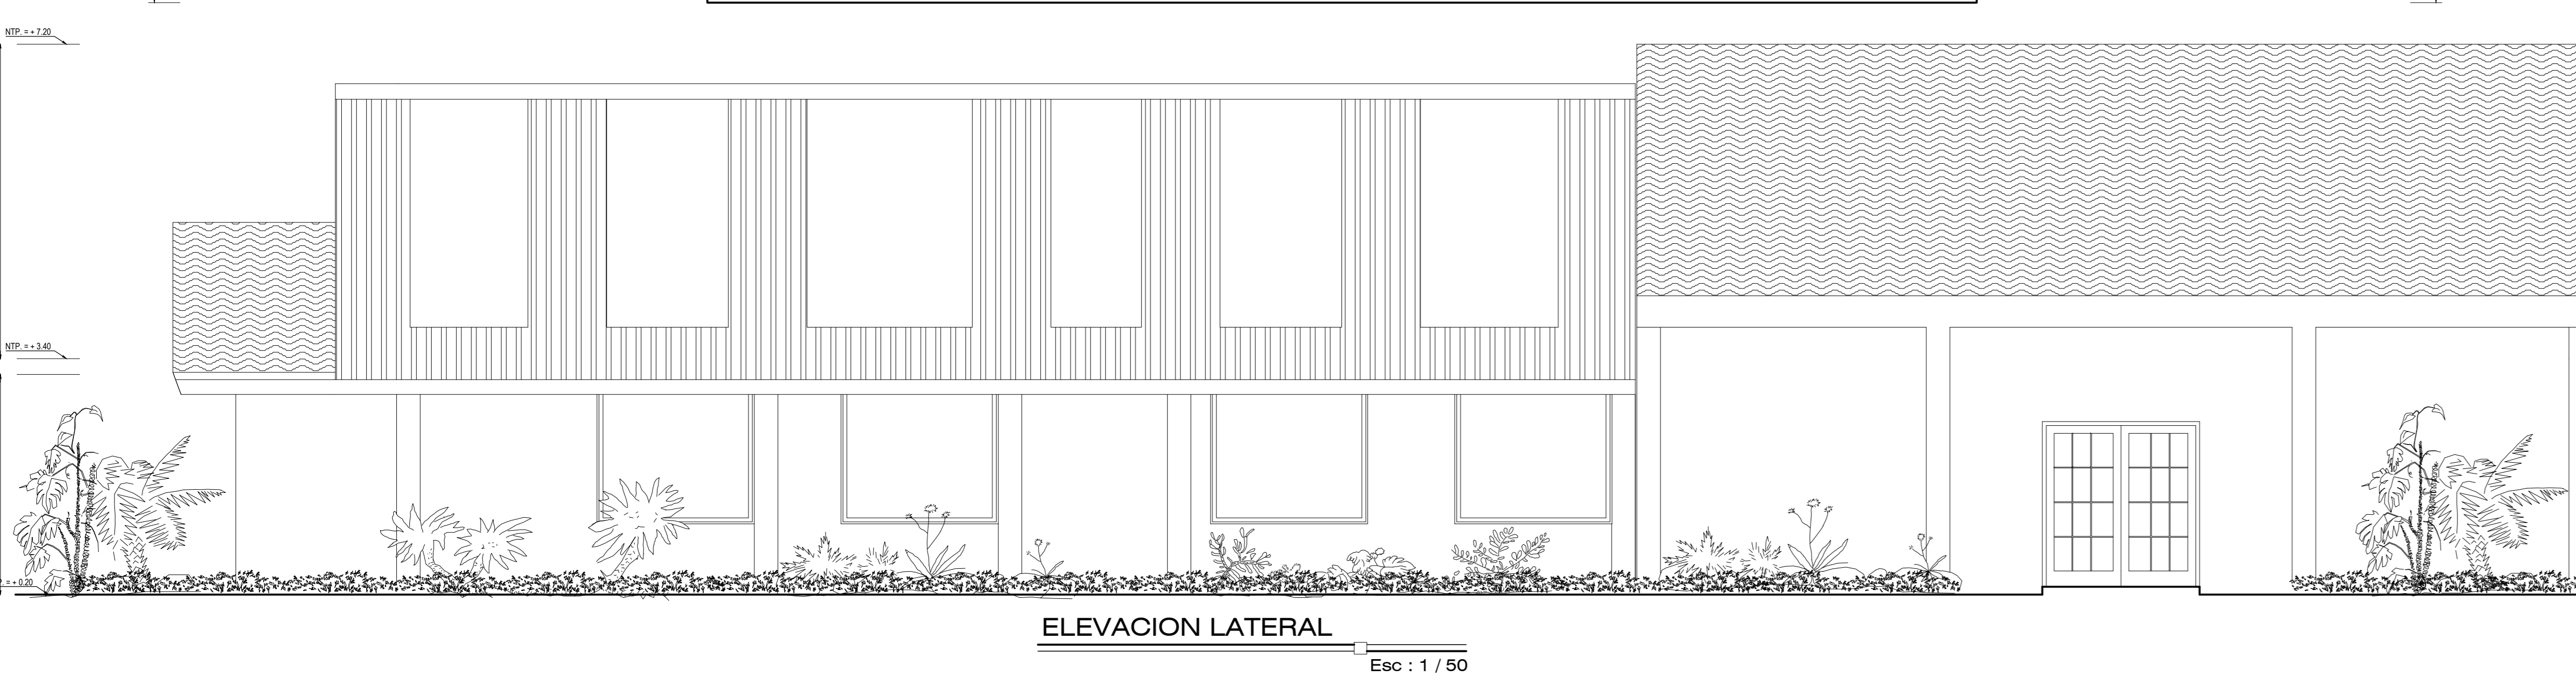 NTP. = + 7.20
NTP. = + 3.40
P. = + 0.20
ELEVACION LATERAL
Esc : 1 / 50